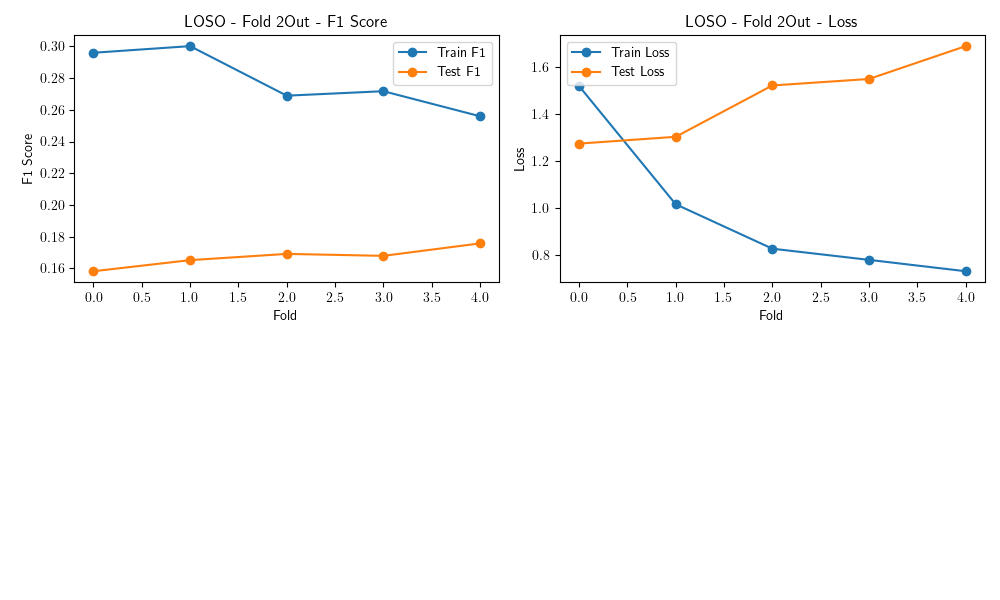 LOSO - Fold 2Out - F1 Score
F1 Score
0.30
0.28
0.26
0.24
0.22
0.20
0.18
0.16
Train F1
Test F1
0.0 0.5 1.0 1.5 2.0 2.5 3.0 3.5 4.0
Fold
LOSO - Fold 2Out - Loss
Loss
1.6
1.4
1.2
1.0
0.8
Train Loss
Test Loss
0.0 0.5 1.0 1.5 2.0 2.5 3.0 3.5 4.0
Fold